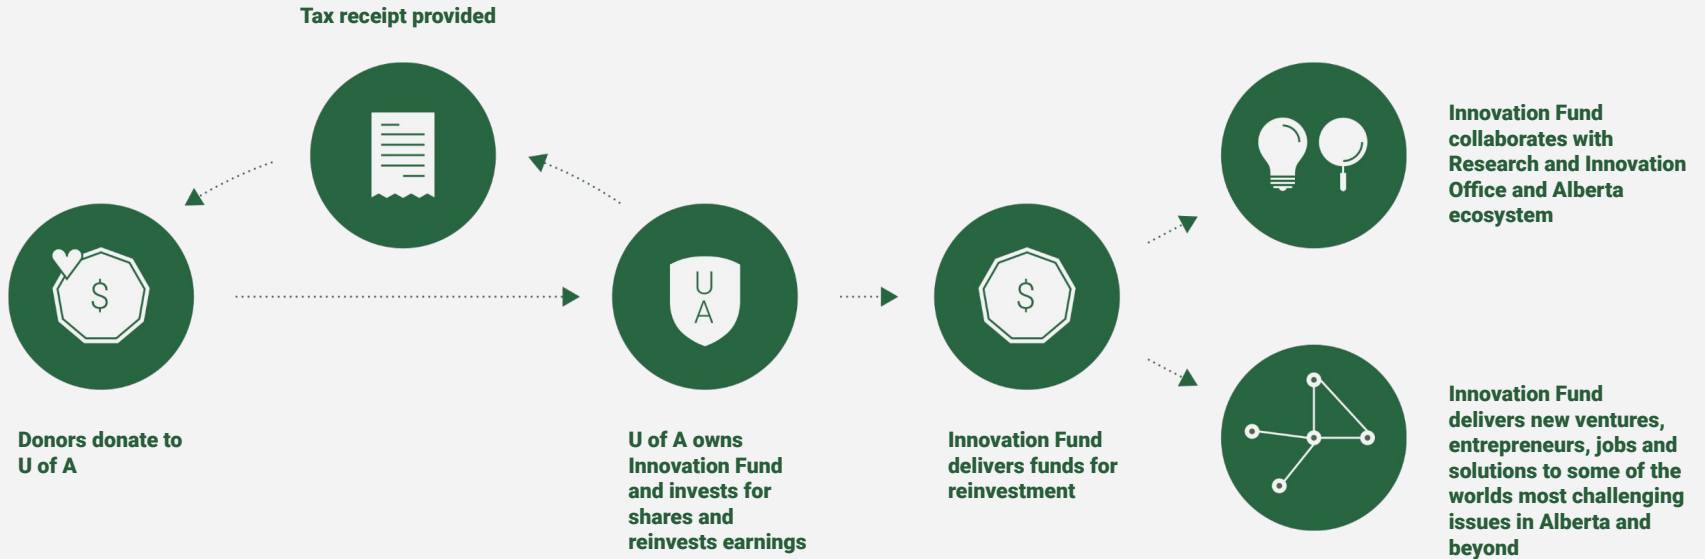 Tax receipt provided
$
Donors donate to
U of A
U
A
U of A owns
Innovation Fund
and invests for
shares and
reinvests earnings
$
Innovation Fund
delivers funds for
reinvestment
Innovation Fund
collaborates with
Research and Innovation
Office and Alberta
ecosystem
Innovation Fund
delivers new ventures,
entrepreneurs, jobs and
solutions to some of the
worlds most challenging
issues in Alberta and
beyond